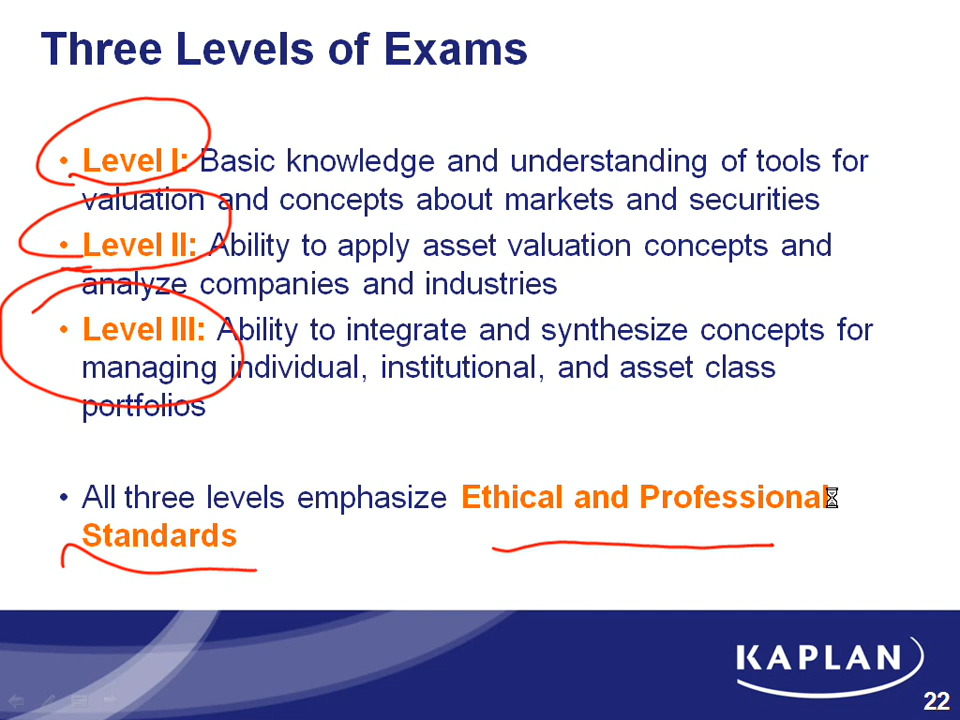 Three Levels of Exams
• Level I: Basic knowledge and understanding of tools for
valuation and concepts about markets and securities
• Level II: Ability to apply asset valuation concepts and
analyze companies and industries
• Level III: Ability to integrate and synthesize concepts for
managing individual, institutional, and asset class
portfolios
• All three levels emphasize Ethical and Professional
Standards
KAPLAN
22